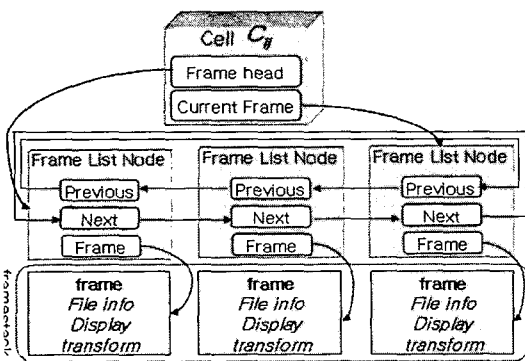 Cell C_ij
Frame head
Current Frame
Frame List Node
Previous
Next
Frame
Frame List Node
Previous
Next
Frame
Frame List Node
Previous
Next
Frame
framestack
frame
File info
Display
transform
frame
File info
Display
transform
frame
File info
Display
transform